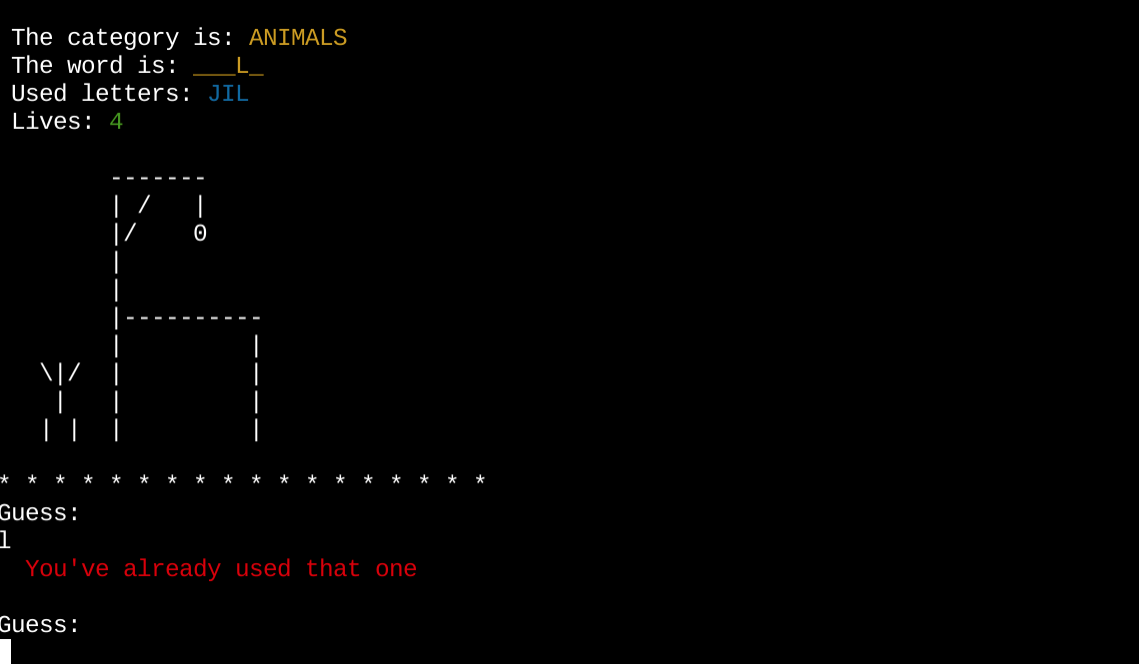 The category is: ANIMALS
The word is: ___L_
Used letters: JIL
Lives: 4
-------
| /   |
|/    0
|
|
|----------
|         |
\|/  |         |
|   |         |
| |  |         |
* * * * * * * * * * * * * * * * * *
Guess:
l
You've already used that one
Guess: